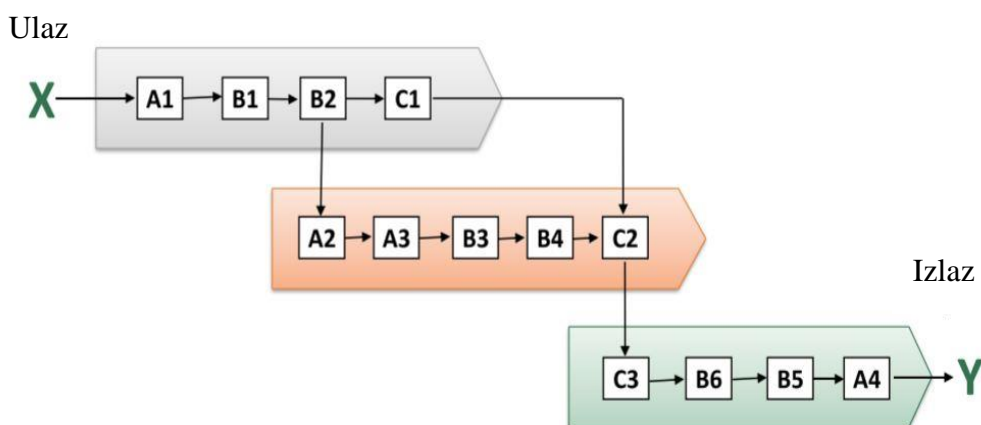 Ulaz
X A1 B1 B2 C1
A2 A3 B3 B4 C2
Izlaz
C3 B6 B5 A4 Y